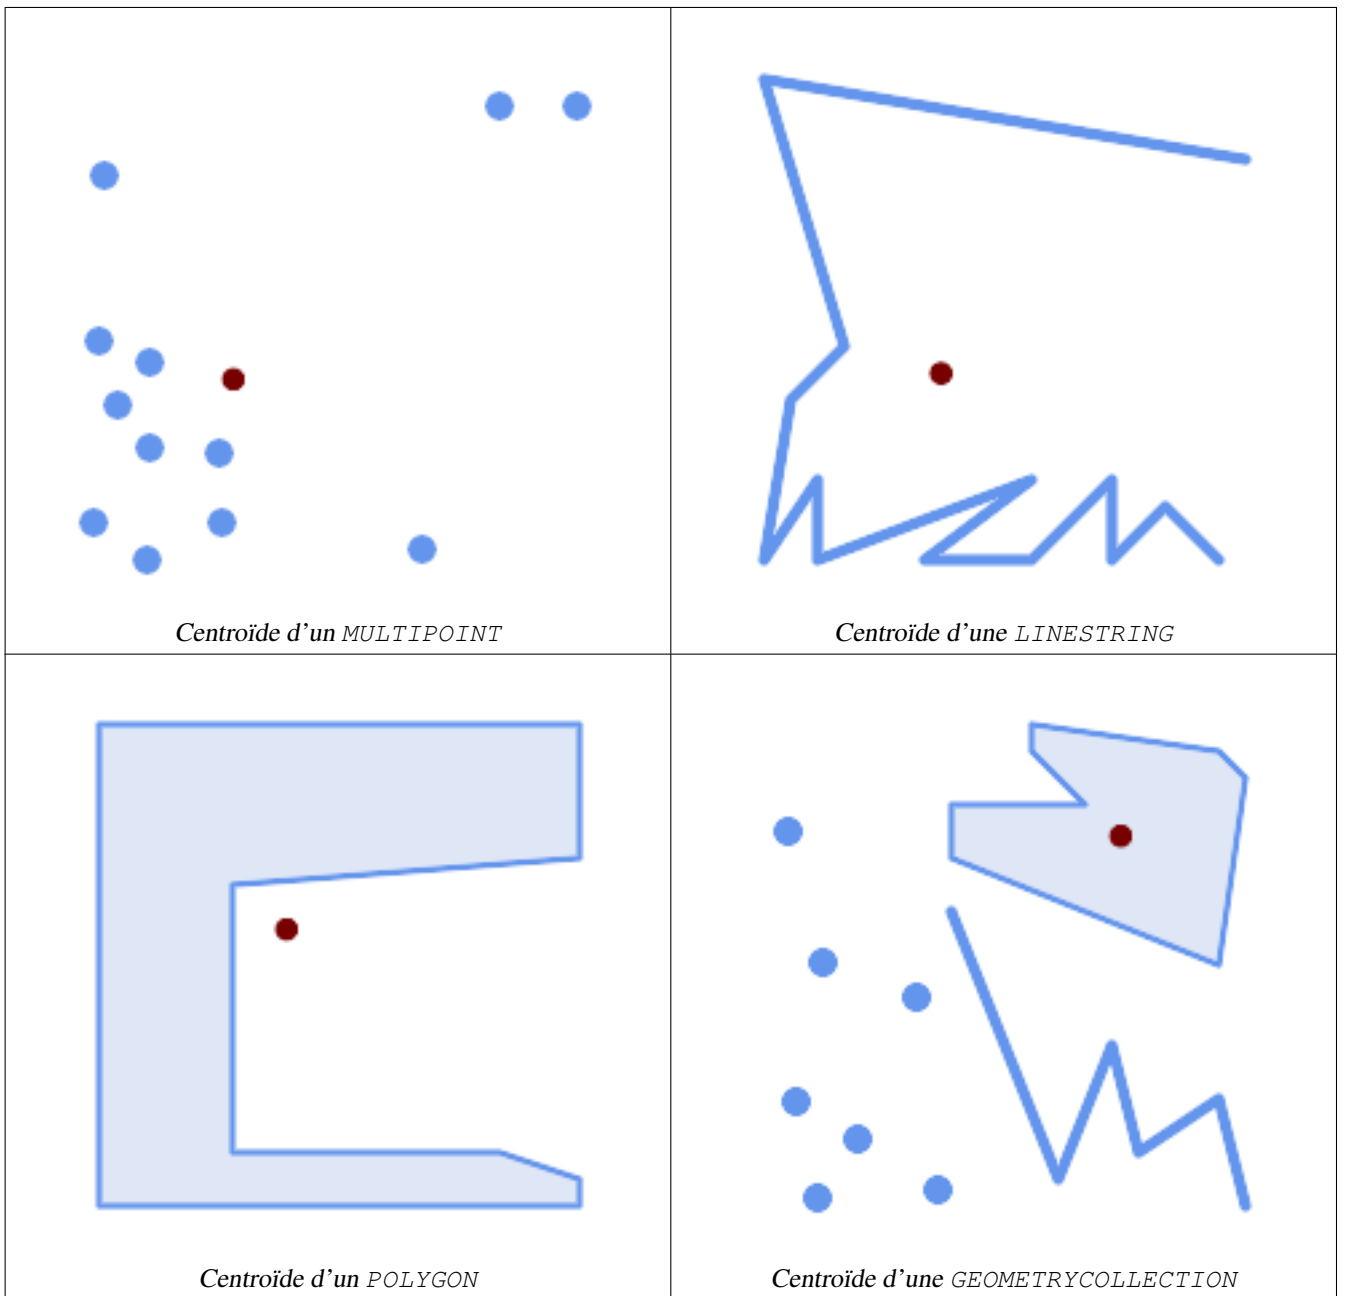 Centroïde d'un MULTIPOINT
Centroïde d'une LINESTRING
Centroïde d'un POLYGON
Centroïde d'une GEOMETRYCOLLECTION